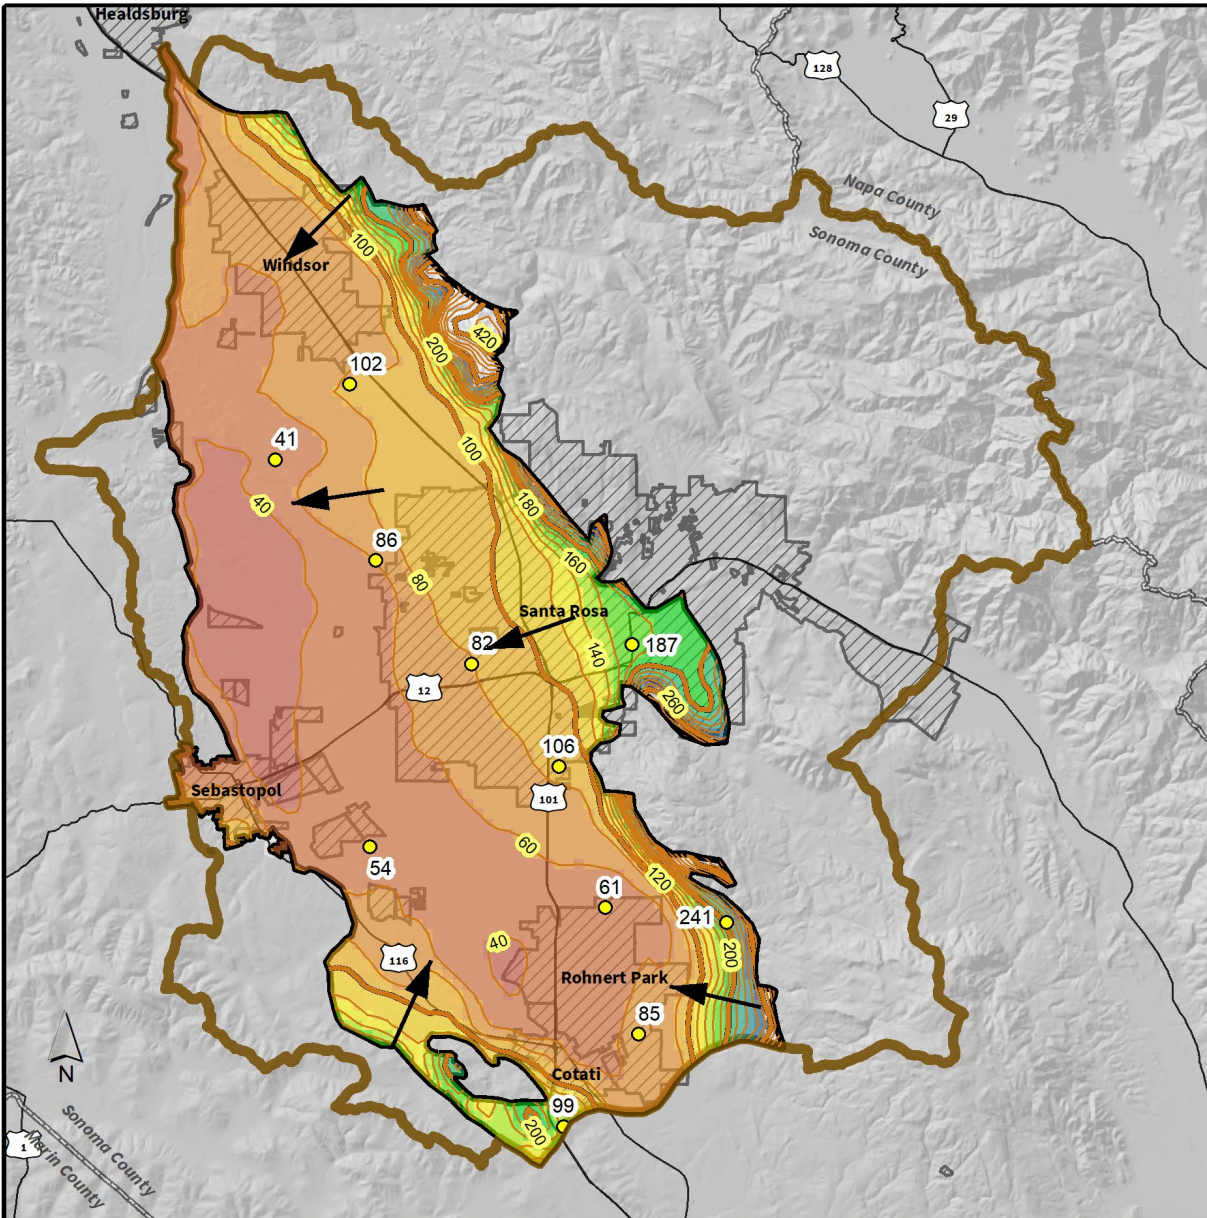 Healdsburg
128
29
Napa County
Sonoma County
100
Windsor
420
200
102
41
100
40
180
86
160
80
Santa Rosa
82
187
140
12
260
106
Sebastopol
101
60
54
120
61
241
40
200
116
Rohnert Park
85
N
Cotati
99
200
Sonoma County
Marin County
1